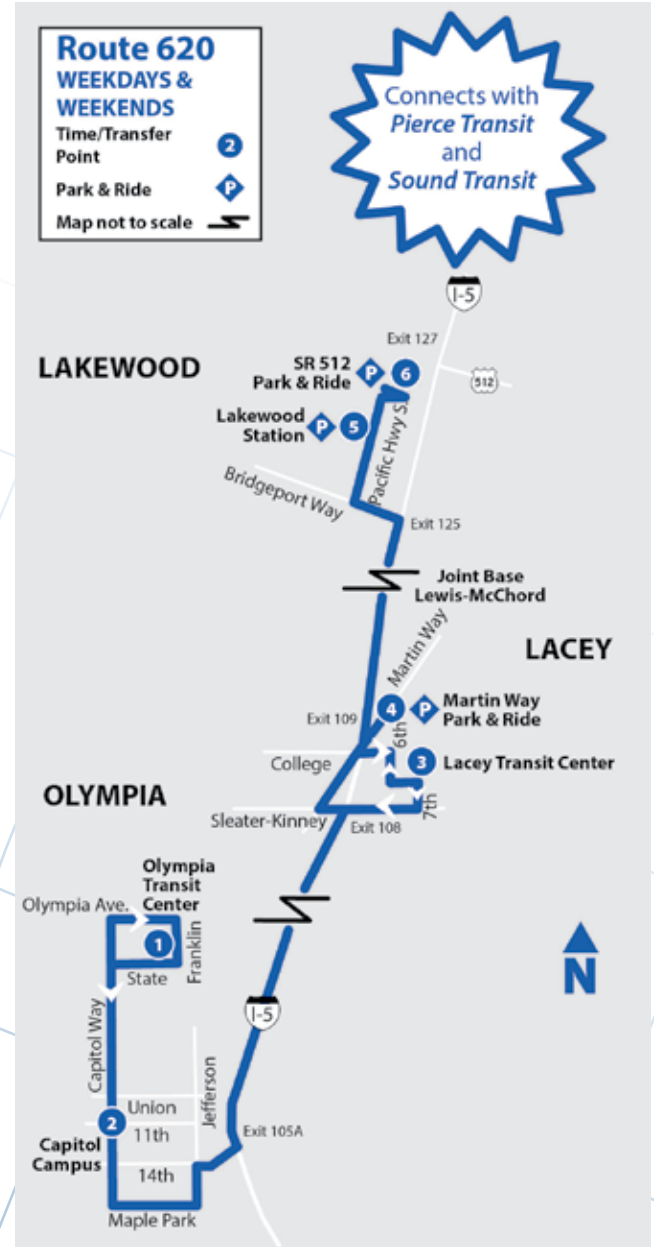 Route 620
WEEKDAYS &
WEEKENDS
Time/Transfer
Point
2
Park & Ride
P
Map not to scale
Connects with
Pierce Transit
and
Sound Transit
I-5
Exit 127
512
LAKEWOOD
SR 512
Park & Ride
P
6
Lakewood
Station
P
5
Pacific Hwy S.
Bridgeport Way
Exit 125
Joint Base
Lewis-McChord
Martin Way
LACEY
4
P
Martin Way
Park & Ride
Exit 109
6th
College
3
Lacey Transit Center
OLYMPIA
7th
Sleater-Kinney
Exit 108
Olympia
Transit
Center
Olympia Ave.
1
Franklin
State
N
Capitol Way
I-5
Jefferson
Union
2
11th
Exit 105A
Capitol
Campus
14th
Maple Park